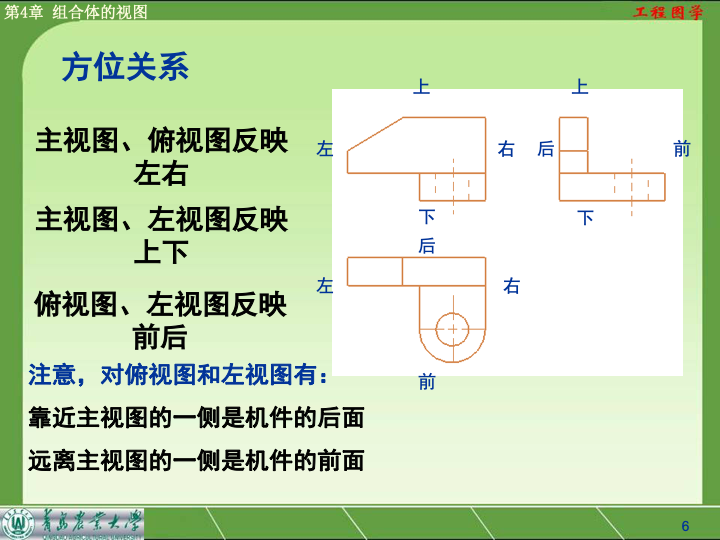 第4章 组合体的视图
工程图学
方位关系
主视图、俯视图反映
左右
主视图、左视图反映
上下
俯视图、左视图反映
前后
注意，对俯视图和左视图有：
靠近主视图的一侧是机件的后面
远离主视图的一侧是机件的前面
上
上
左
右
后
前
下
下
后
左
右
前
青岛农业大学
6